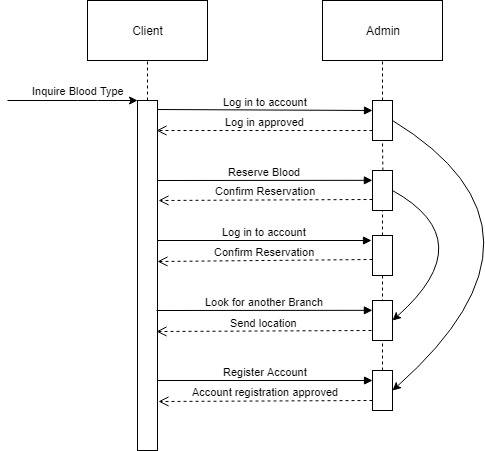 Client
Admin
Inquire Blood Type
Log in to account
Log in approved
Reserve Blood
Confirm Reservation
Log in to account
Confirm Reservation
Look for another Branch
Send location
Register Account
Account registration approved